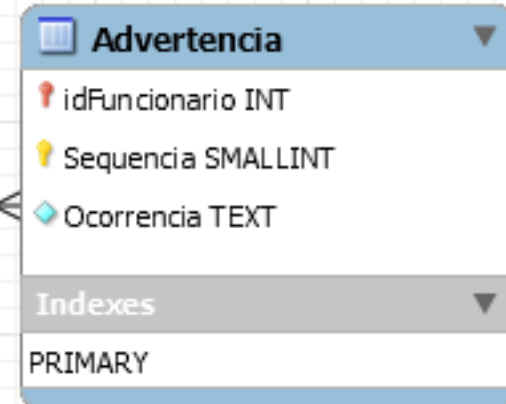 Advertencia
idFuncionario INT
Sequencia SMALLINT
Ocorrencia TEXT
Indexes
PRIMARY